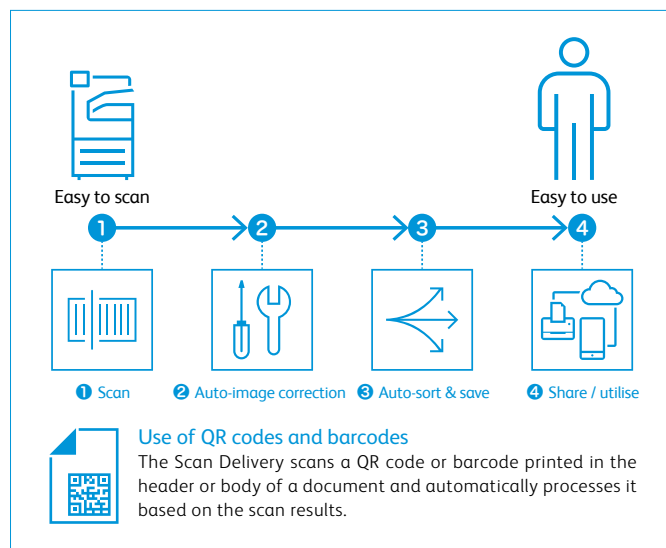 Easy to scan
Easy to use
1 2 3 4
❶ Scan
❷ Auto-image correction
❸ Auto-sort & save
❹ Share / utilise
Use of QR codes and barcodes
The Scan Delivery scans a QR code or barcode printed in the
header or body of a document and automatically processes it
based on the scan results.